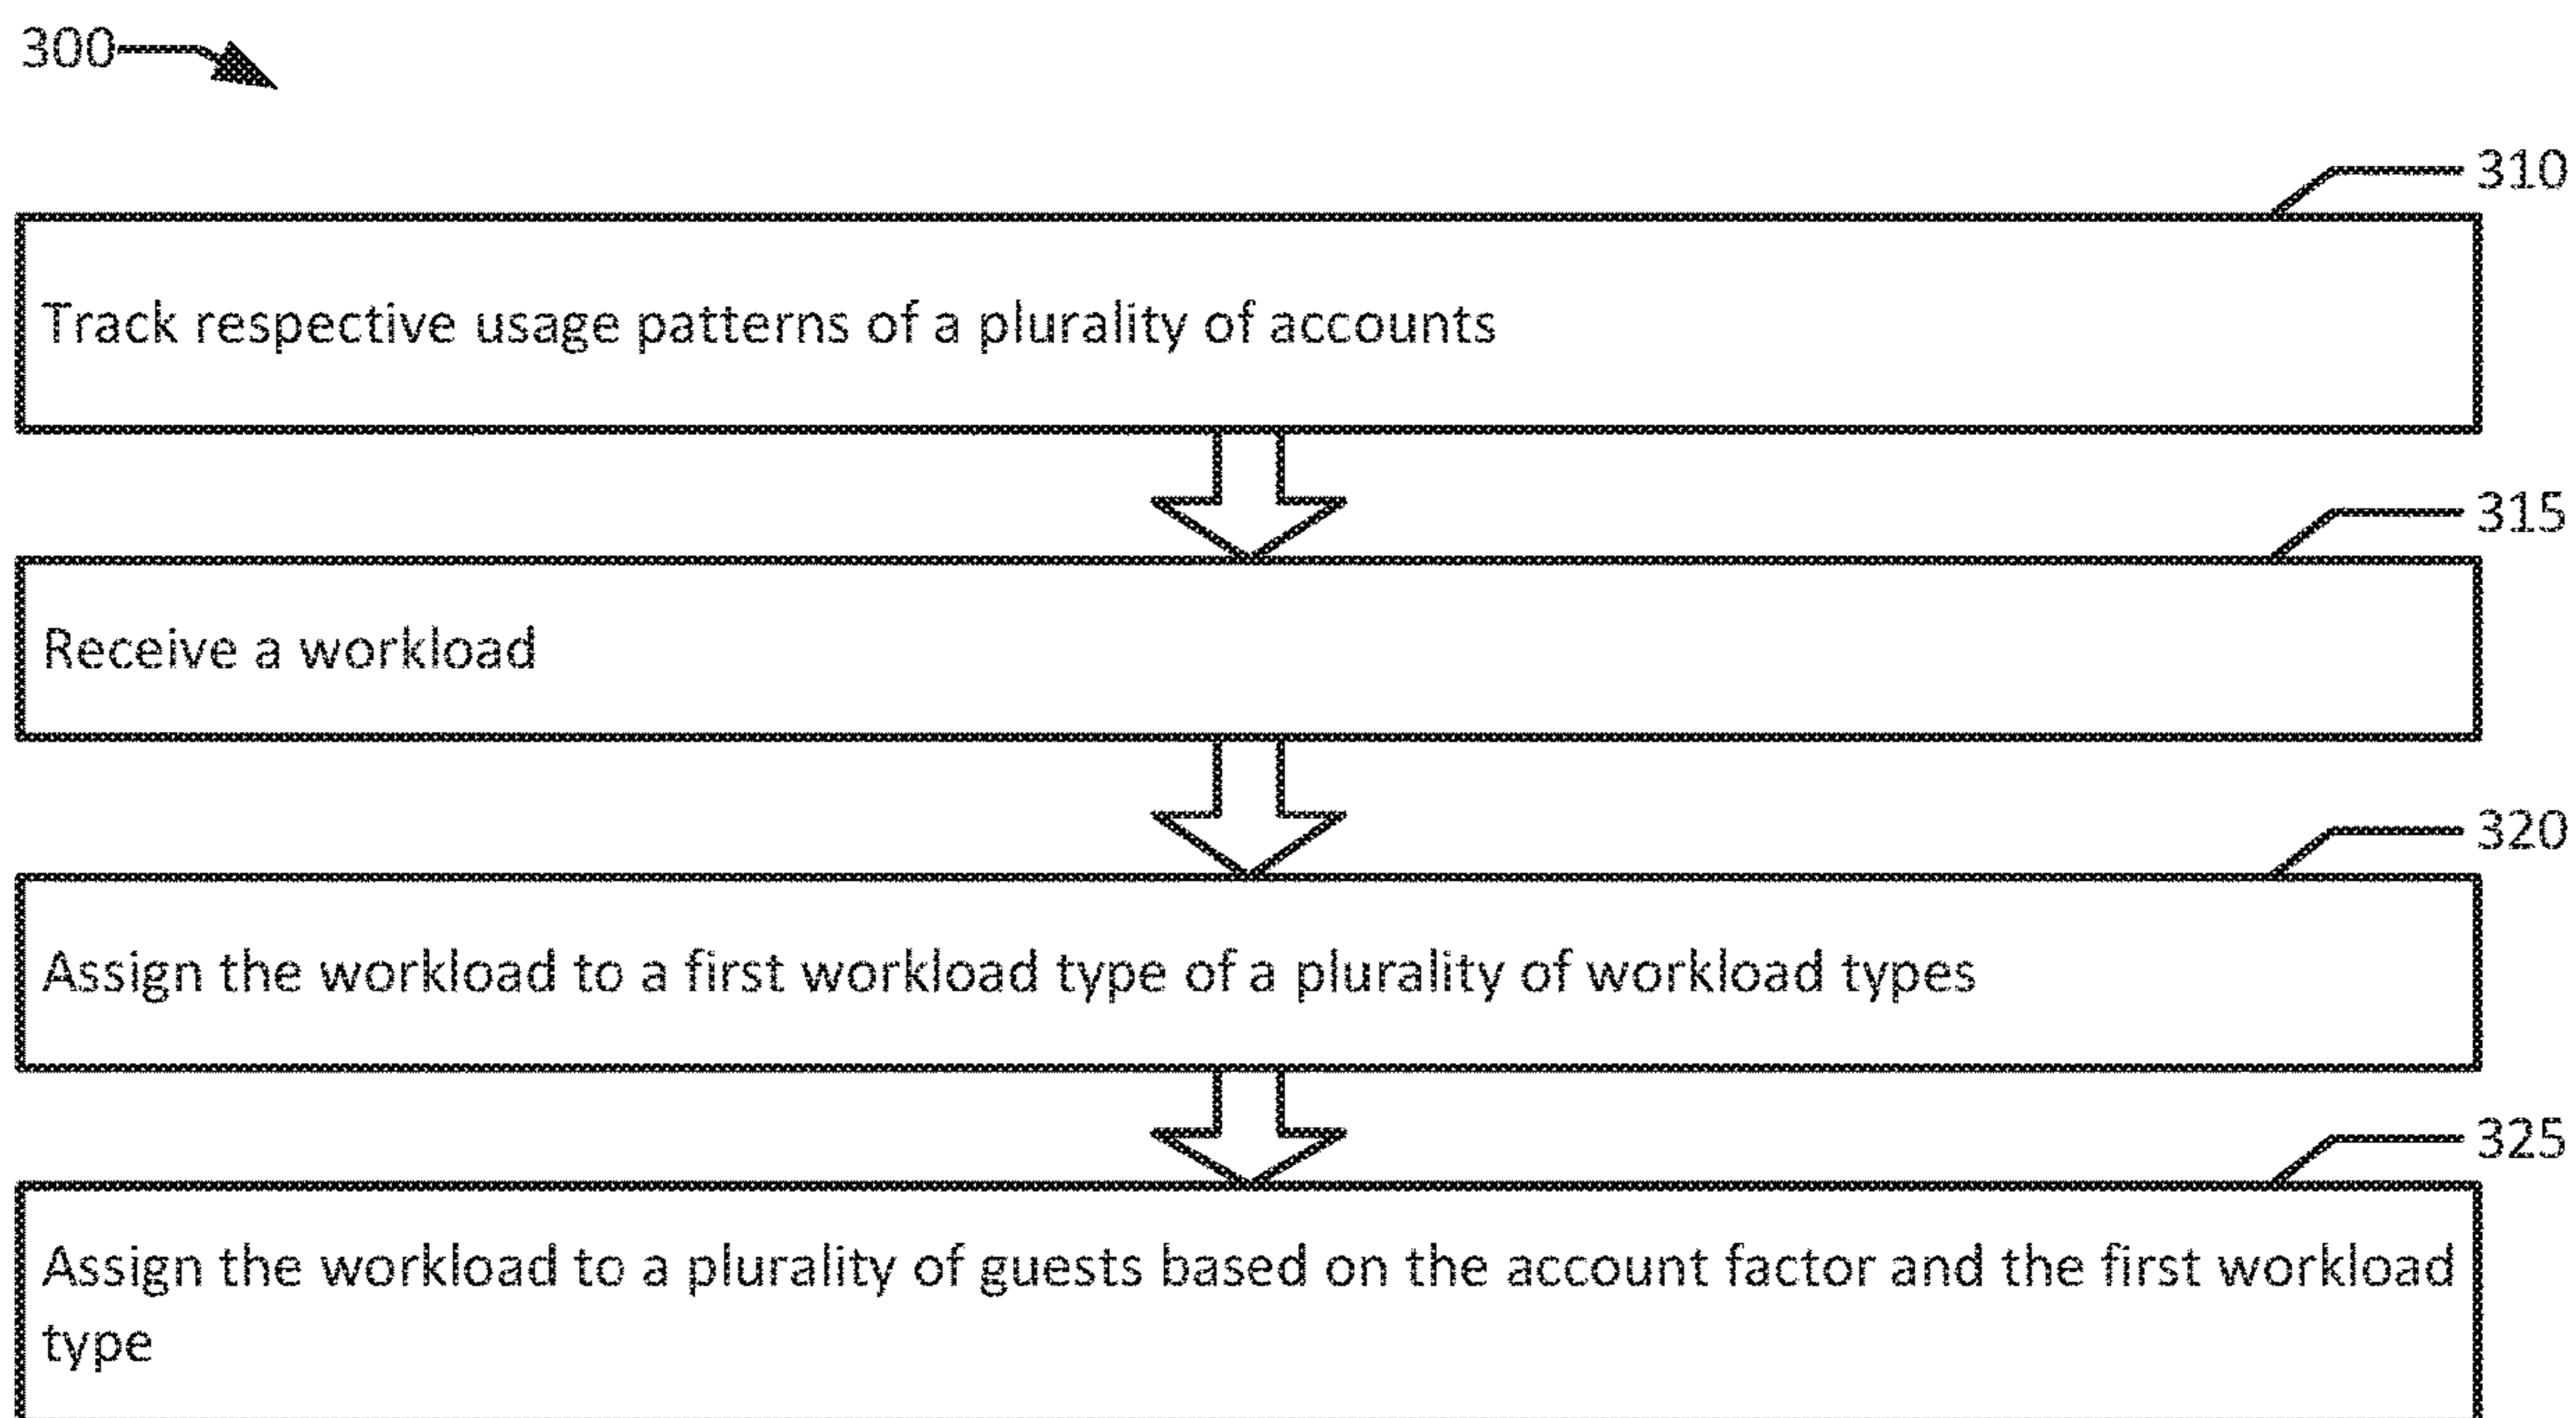 300
310
Track respective usage patterns of a plurality of accounts
315
Receive a workload
320
Assign the workload to a first workload type of a plurality of workload types
325
Assign the workload to a plurality of guests based on the account factor and the first workload
type